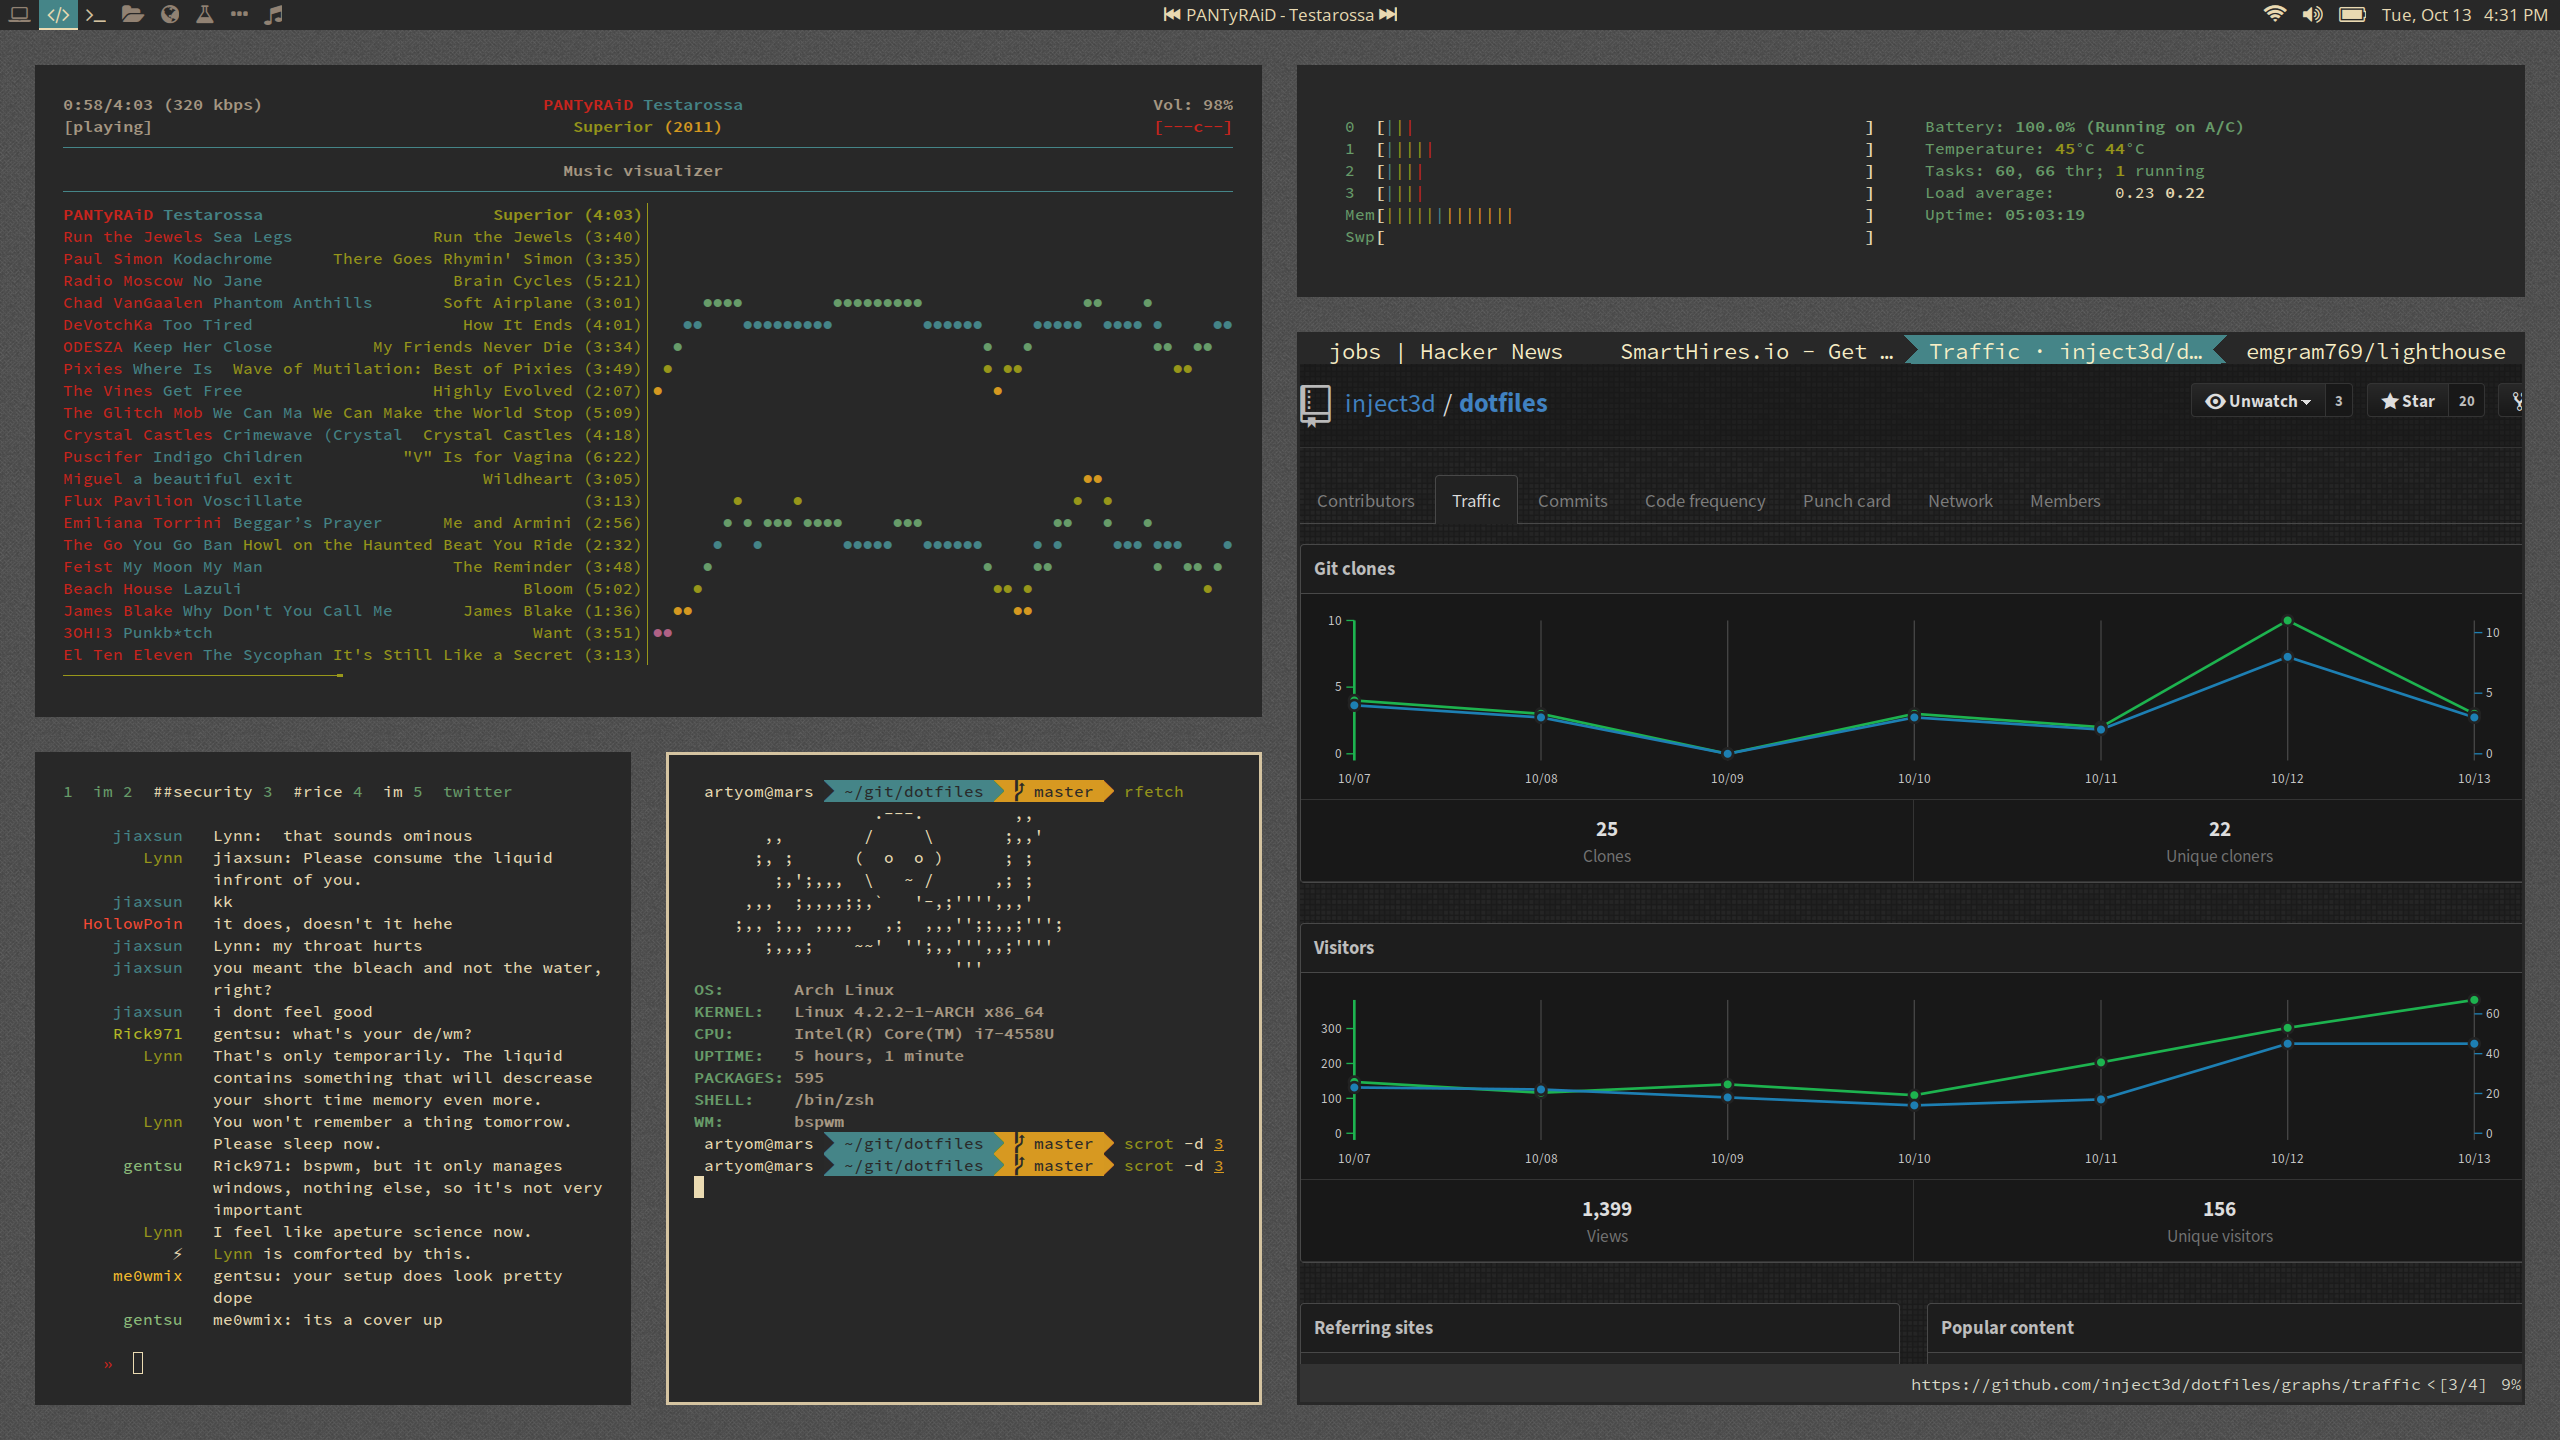 PANTyRAiD - Testarossa
Tue, Oct 13 4:31 PM
0:58/4:03 (320 kbps) PANTyRAiD Testarossa Vol: 98%
[playing] Superior (2011) [---c--]
Music visualizer
PANTyRAiD Testarossa Superior (4:03)
Run the Jewels Sea Legs Run the Jewels (3:40)
Paul Simon Kodachrome There Goes Rhymin' Simon (3:35)
Radio Moscow No Jane Brain Cycles (5:21)
Chad VanGaalen Phantom Anthills Soft Airplane (3:01)
DeVotchKa Too Tired How It Ends (4:01)
ODESZA Keep Her Close My Friends Never Die (3:34)
Pixies Where Is Wave of Mutilation: Best of Pixies (3:49)
The Vines Get Free Highly Evolved (2:07)
The Glitch Mob We Can Ma We Can Make the World Stop (5:09)
Crystal Castles Crimewave (Crystal Crystal Castles (4:18)
Puscifer Indigo Children "V" Is for Vagina (6:22)
Miguel a beautiful exit Wildheart (3:05)
Flux Pavilion Voscillate (3:13)
Emiliana Torrini Beggar's Prayer Me and Armini (2:56)
The Go You Go Ban Howl on the Haunted Beat You Ride (2:32)
Feist My Moon My Man The Reminder (3:48)
Beach House Lazuli Bloom (5:02)
James Blake Why Don't You Call Me James Blake (1:36)
3OH!3 Punkb*tch Want (3:51)
El Ten Eleven The Sycophan It's Still Like a Secret (3:13)
1 im 2 ##security 3 #rice 4 im 5 twitter
jiaxsun Lynn: that sounds ominous
Lynn jiaxsun: Please consume the liquid
infront of you.
jiaxsun kk
HollowPoin it does, doesn't it hehe
jiaxsun Lynn: my throat hurts
jiaxsun you meant the bleach and not the water,
right?
jiaxsun i dont feel good
Rick971 gentsu: what's your de/wm?
Lynn That's only temporarily. The liquid
contains something that will descrease
your short time memory even more.
Lynn You won't remember a thing tomorrow.
Please sleep now.
gentsu Rick971: bspwm, but it only manages
windows, nothing else, so it's not very
important
Lynn I feel like apeture science now.
⚡ Lynn is comforted by this.
me0wmix gentsu: your setup does look pretty
dope
gentsu me0wmix: its a cover up
»
artyom@mars ~/git/dotfiles master rfetch
OS: Arch Linux
KERNEL: Linux 4.2.2-1-ARCH x86_64
CPU: Intel(R) Core(TM) i7-4558U
UPTIME: 5 hours, 1 minute
PACKAGES: 595
SHELL: /bin/zsh
WM: bspwm
artyom@mars ~/git/dotfiles master scrot -d 3
artyom@mars ~/git/dotfiles master scrot -d 3
0 [||| ] Battery: 100.0% (Running on A/C)
1 [||||| ] Temperature: 45°C 44°C
2 [|||| ] Tasks: 60, 66 thr; 1 running
3 [|||| ] Load average: 0.23 0.22
Mem[||||||||||||| ] Uptime: 05:03:19
Swp[ ]
jobs | Hacker News SmartHires.io - Get … Traffic · inject3d/d… emgram769/lighthouse
inject3d / dotfiles Unwatch 3 Star 20
Contributors Traffic Commits Code frequency Punch card Network Members
Git clones
10 10
5 5
0 0
10/07 10/08 10/09 10/10 10/11 10/12 10/13
25 22
Clones Unique cloners
Visitors
300 60
200 40
100 20
0 0
10/07 10/08 10/09 10/10 10/11 10/12 10/13
1,399 156
Views Unique visitors
Referring sites Popular content
https://github.com/inject3d/dotfiles/graphs/traffic < [3/4] 9%